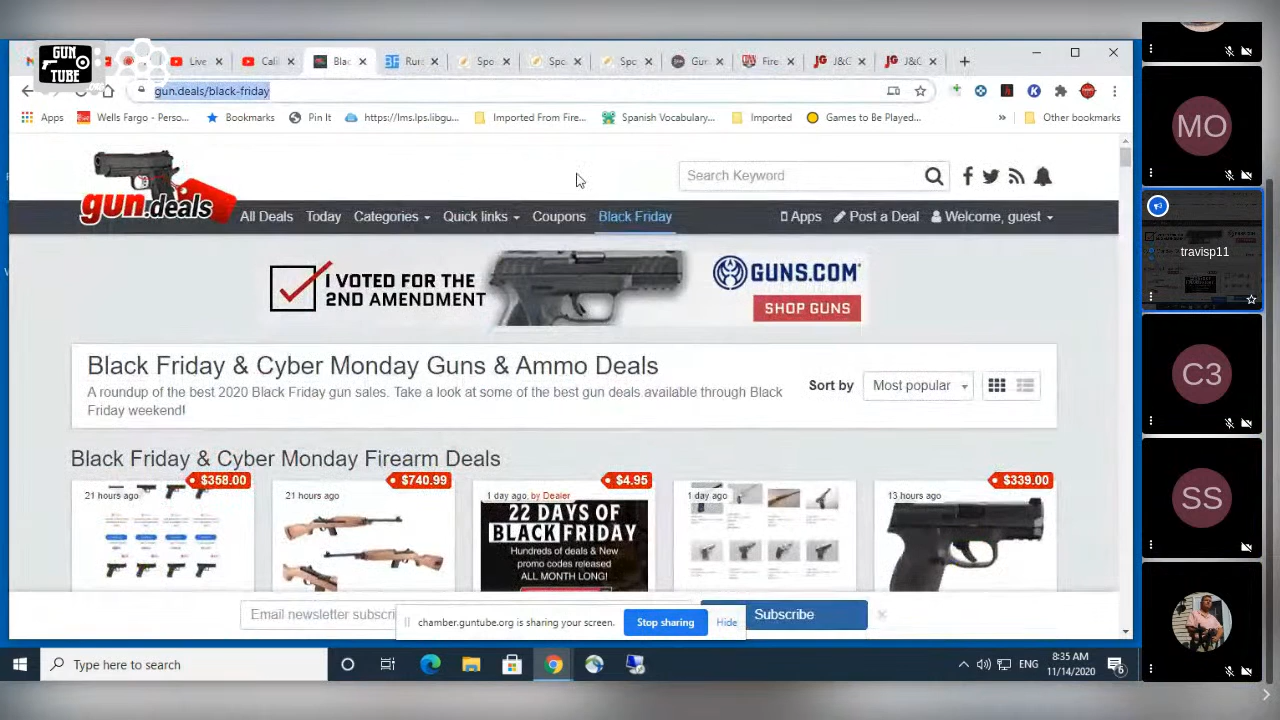 GUN
TUBE
Live
Cali
Blac
Rura
Spo
Spo
Spo
Gun
Fire
J&C
J&C
gun.deals/black-friday
Apps
Wells Fargo - Perso...
Bookmarks
Pin It
https://lms.lps.libgu...
Imported From Fire...
Spanish Vocabulary...
Imported
Games to Be Played...
Other bookmarks
gun.deals
Search Keyword
All Deals
Today
Categories
Quick links
Coupons
Black Friday
Apps
Post a Deal
Welcome, guest
I VOTED FOR THE
2ND AMENDMENT
GUNS.COM
SHOP GUNS
Black Friday & Cyber Monday Guns & Ammo Deals
A roundup of the best 2020 Black Friday gun sales. Take a look at some of the best gun deals available through Black
Friday weekend!
Sort by
Most popular
Black Friday & Cyber Monday Firearm Deals
$358.00
$740.99
$4.95
$339.00
21 hours ago
21 hours ago
1 day ago, by Dealer
1 day ago
13 hours ago
22 DAYS OF
BLACK FRIDAY
Hundreds of deals & New
promo codes released
ALL MONTH LONG!
Email newsletter subscri
Subscribe
chamber.guntube.org is sharing your screen.
Stop sharing
Hide
Type here to search
ENG
8:35 AM
11/14/2020
6
MO
travisp11
C3
SS